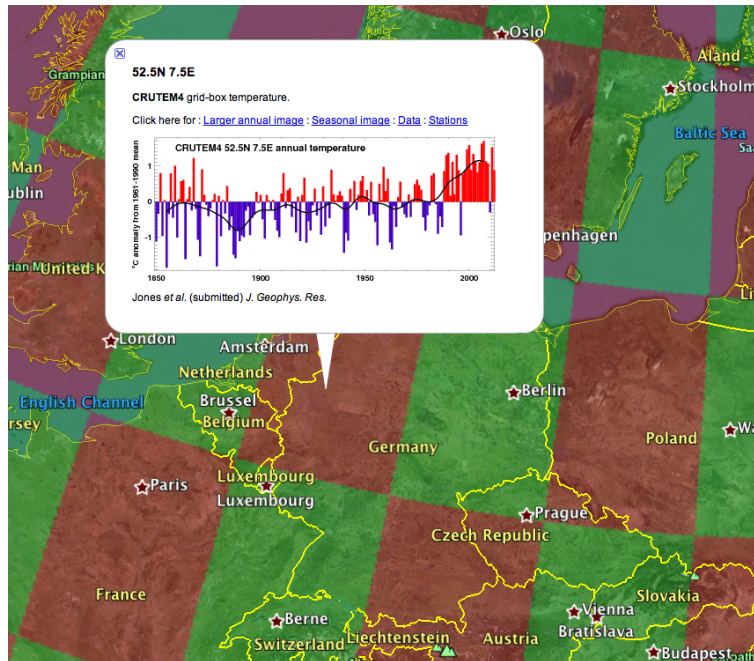 Oslo
Aland
Grampian
Stockholm
Baltic Sea
Man
ublin
penhagen
United K
London
Amsterdam
Netherlands
English Channel
Brussel
Belgium
Berlin
ersey
Germany
Poland
Wa
Luxembourg
Luxembourg
Paris
Prague
Czech Republic
France
Slovakia
Berne
Vienna
Bratislava
Switzerland
Liechtenstein
Austria
Budapest
52.5N 7.5E
CRUTEM4 grid-box temperature.
Click here for : Larger annual image : Seasonal image : Data : Stations
CRUTEM4 52.5N 7.5E annual temperature
°C anomaly from 1961-1990 mean
1
0
-1
1850
1900
1950
2000
Jones et al. (submitted) J. Geophys. Res.